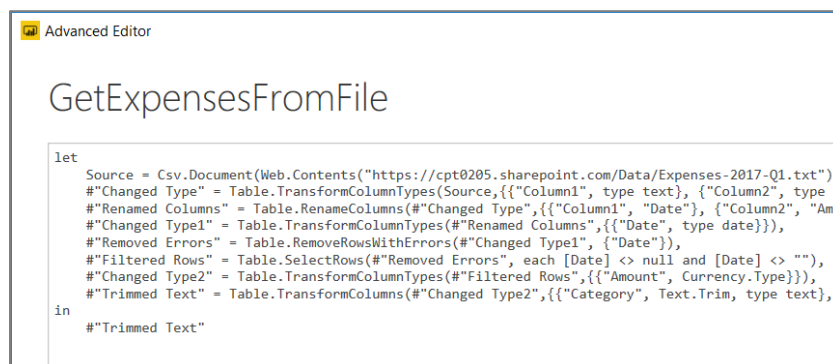 Advanced Editor
GetExpensesFromFile
let
    Source = Csv.Document(Web.Contents("https://cpt0205.sharepoint.com/Data/Expenses-2017-Q1.txt")
    #"Changed Type" = Table.TransformColumnTypes(Source,{{"Column1", type text}, {"Column2", type
    #"Renamed Columns" = Table.RenameColumns(#"Changed Type",{{"Column1", "Date"}, {"Column2", "Am
    #"Changed Type1" = Table.TransformColumnTypes(#"Renamed Columns",{{"Date", type date}}),
    #"Removed Errors" = Table.RemoveRowsWithErrors(#"Changed Type1", {"Date"}),
    #"Filtered Rows" = Table.SelectRows(#"Removed Errors", each [Date] <> null and [Date] <> ""),
    #"Changed Type2" = Table.TransformColumnTypes(#"Filtered Rows",{{"Amount", Currency.Type}}),
    #"Trimmed Text" = Table.TransformColumns(#"Changed Type2",{{"Category", Text.Trim, type text},
in
    #"Trimmed Text"